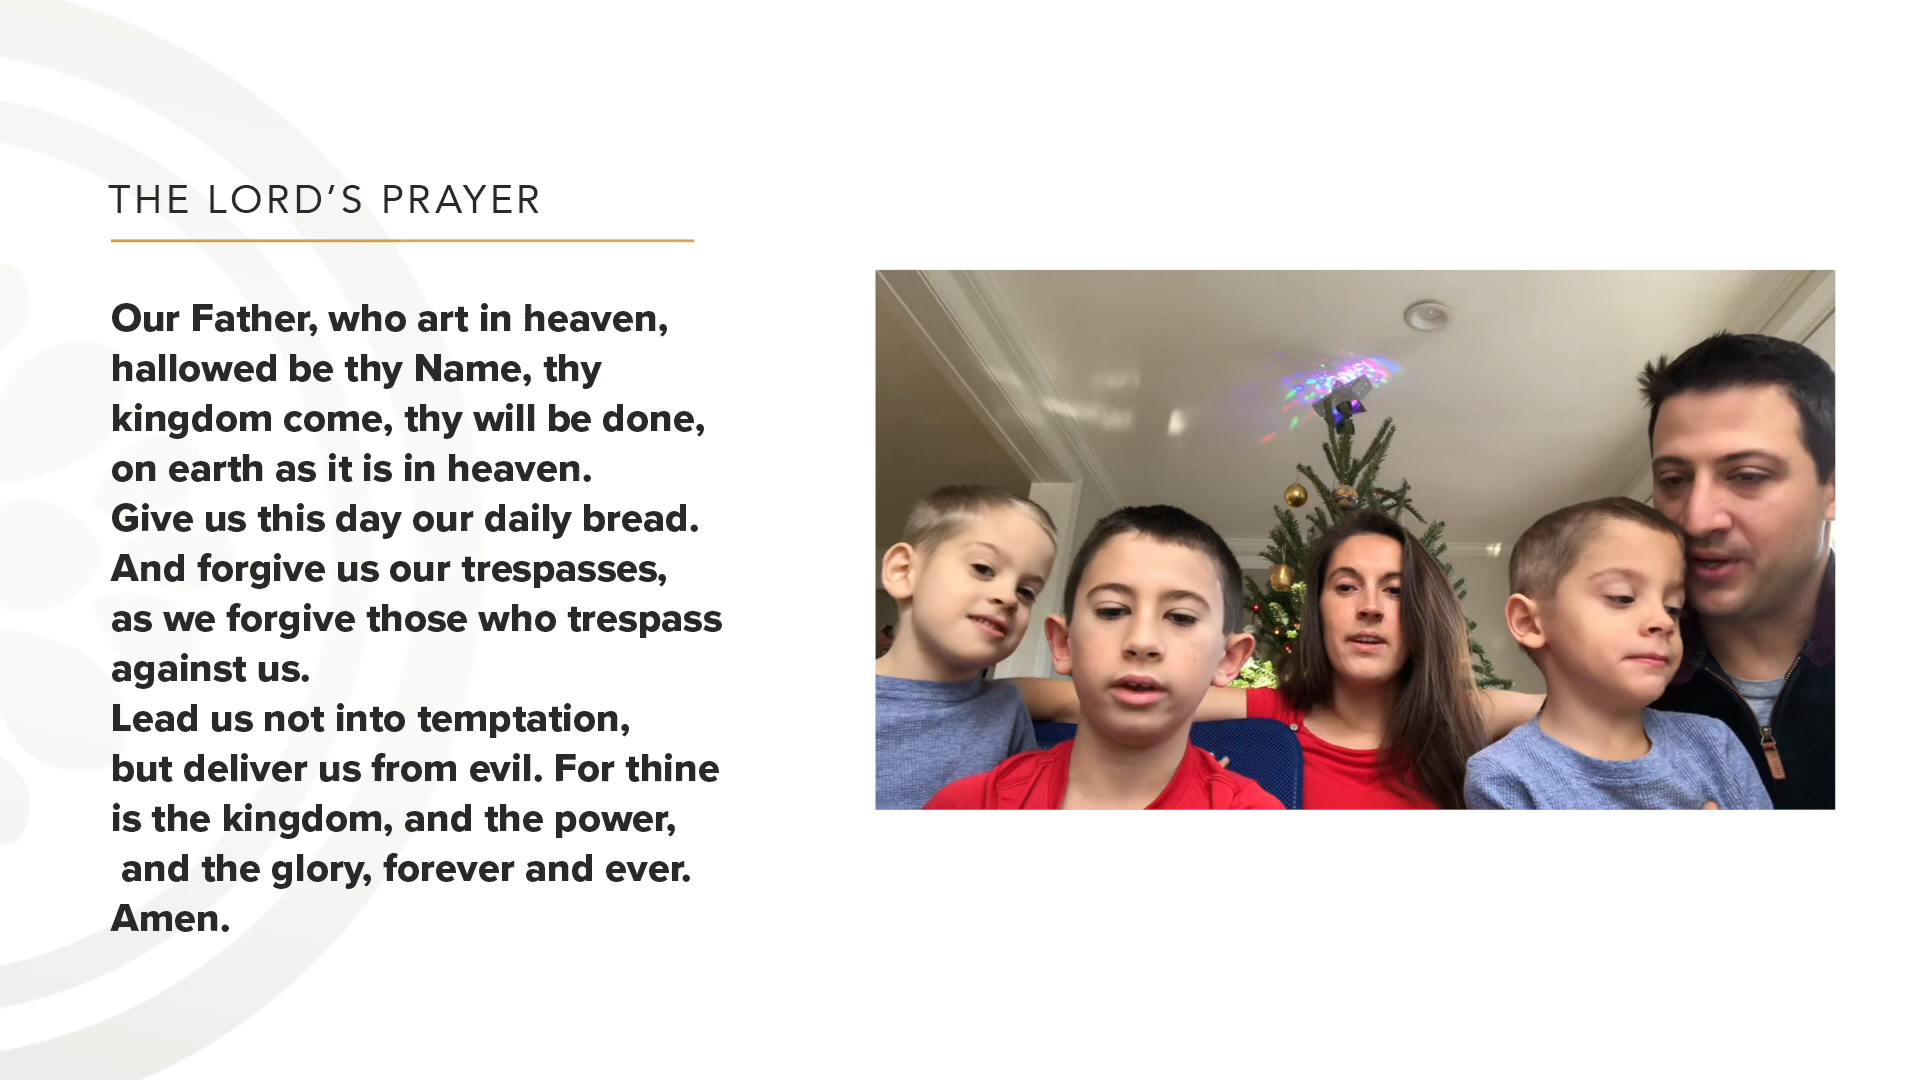 THE LORD’S PRAYER
Our Father, who art in heaven,
hallowed be thy Name, thy
kingdom come, thy will be done,
on earth as it is in heaven.
Give us this day our daily bread.
And forgive us our trespasses,
as we forgive those who trespass
against us.
Lead us not into temptation,
but deliver us from evil. For thine
is the kingdom, and the power,
and the glory, forever and ever.
Amen.